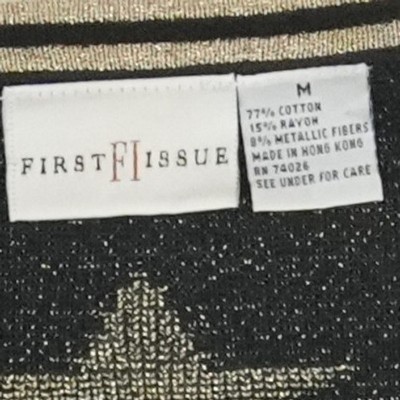 FIRST FI ISSUE
M
77% COTTON
15% RAYON
8% METALLIC FIBERS
MADE IN HONG KONG
RN 74026
SEE UNDER FOR CARE